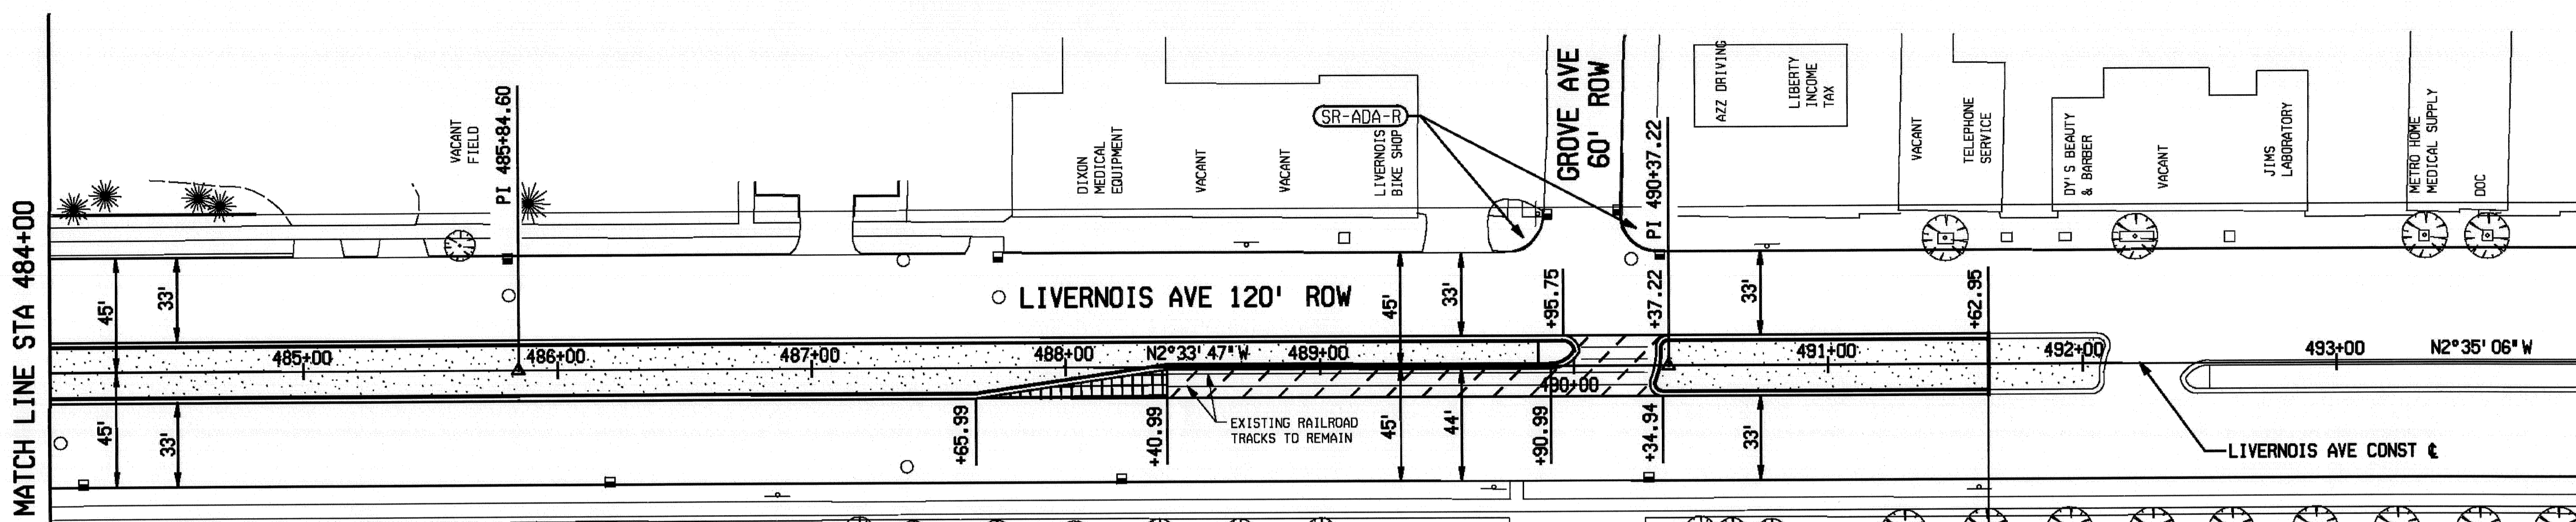 MATCH LINE STA 484+00
VACANT
FIELD
PI 485+84.60
DIXON
MEDICAL
EQUIPMENT
VACANT
VACANT
LIVERNOIS
BIKE SHOP
SR-ADA-R
GROVE AVE
60' ROW
PI 490+37.22
AZZ DRIVING
LIBERTY
INCOME
TAX
VACANT
TELEPHONE
SERVICE
DY'S BEAUTY
& BARBER
VACANT
JIMS
LABORATORY
METRO HOME
MEDICAL SUPPLY
DOC
45'
33'
LIVERNOIS AVE 120' ROW
45'
33'
+95.75
+37.22
33'
+62.95
485+00
486+00
487+00
488+00
N2°33'47"W
489+00
490+00
491+00
492+00
493+00
N2°35'06"W
45'
33'
+65.99
+40.99
EXISTING RAILROAD
TRACKS TO REMAIN
45'
44'
+90.99
+34.94
33'
LIVERNOIS AVE CONST ℄